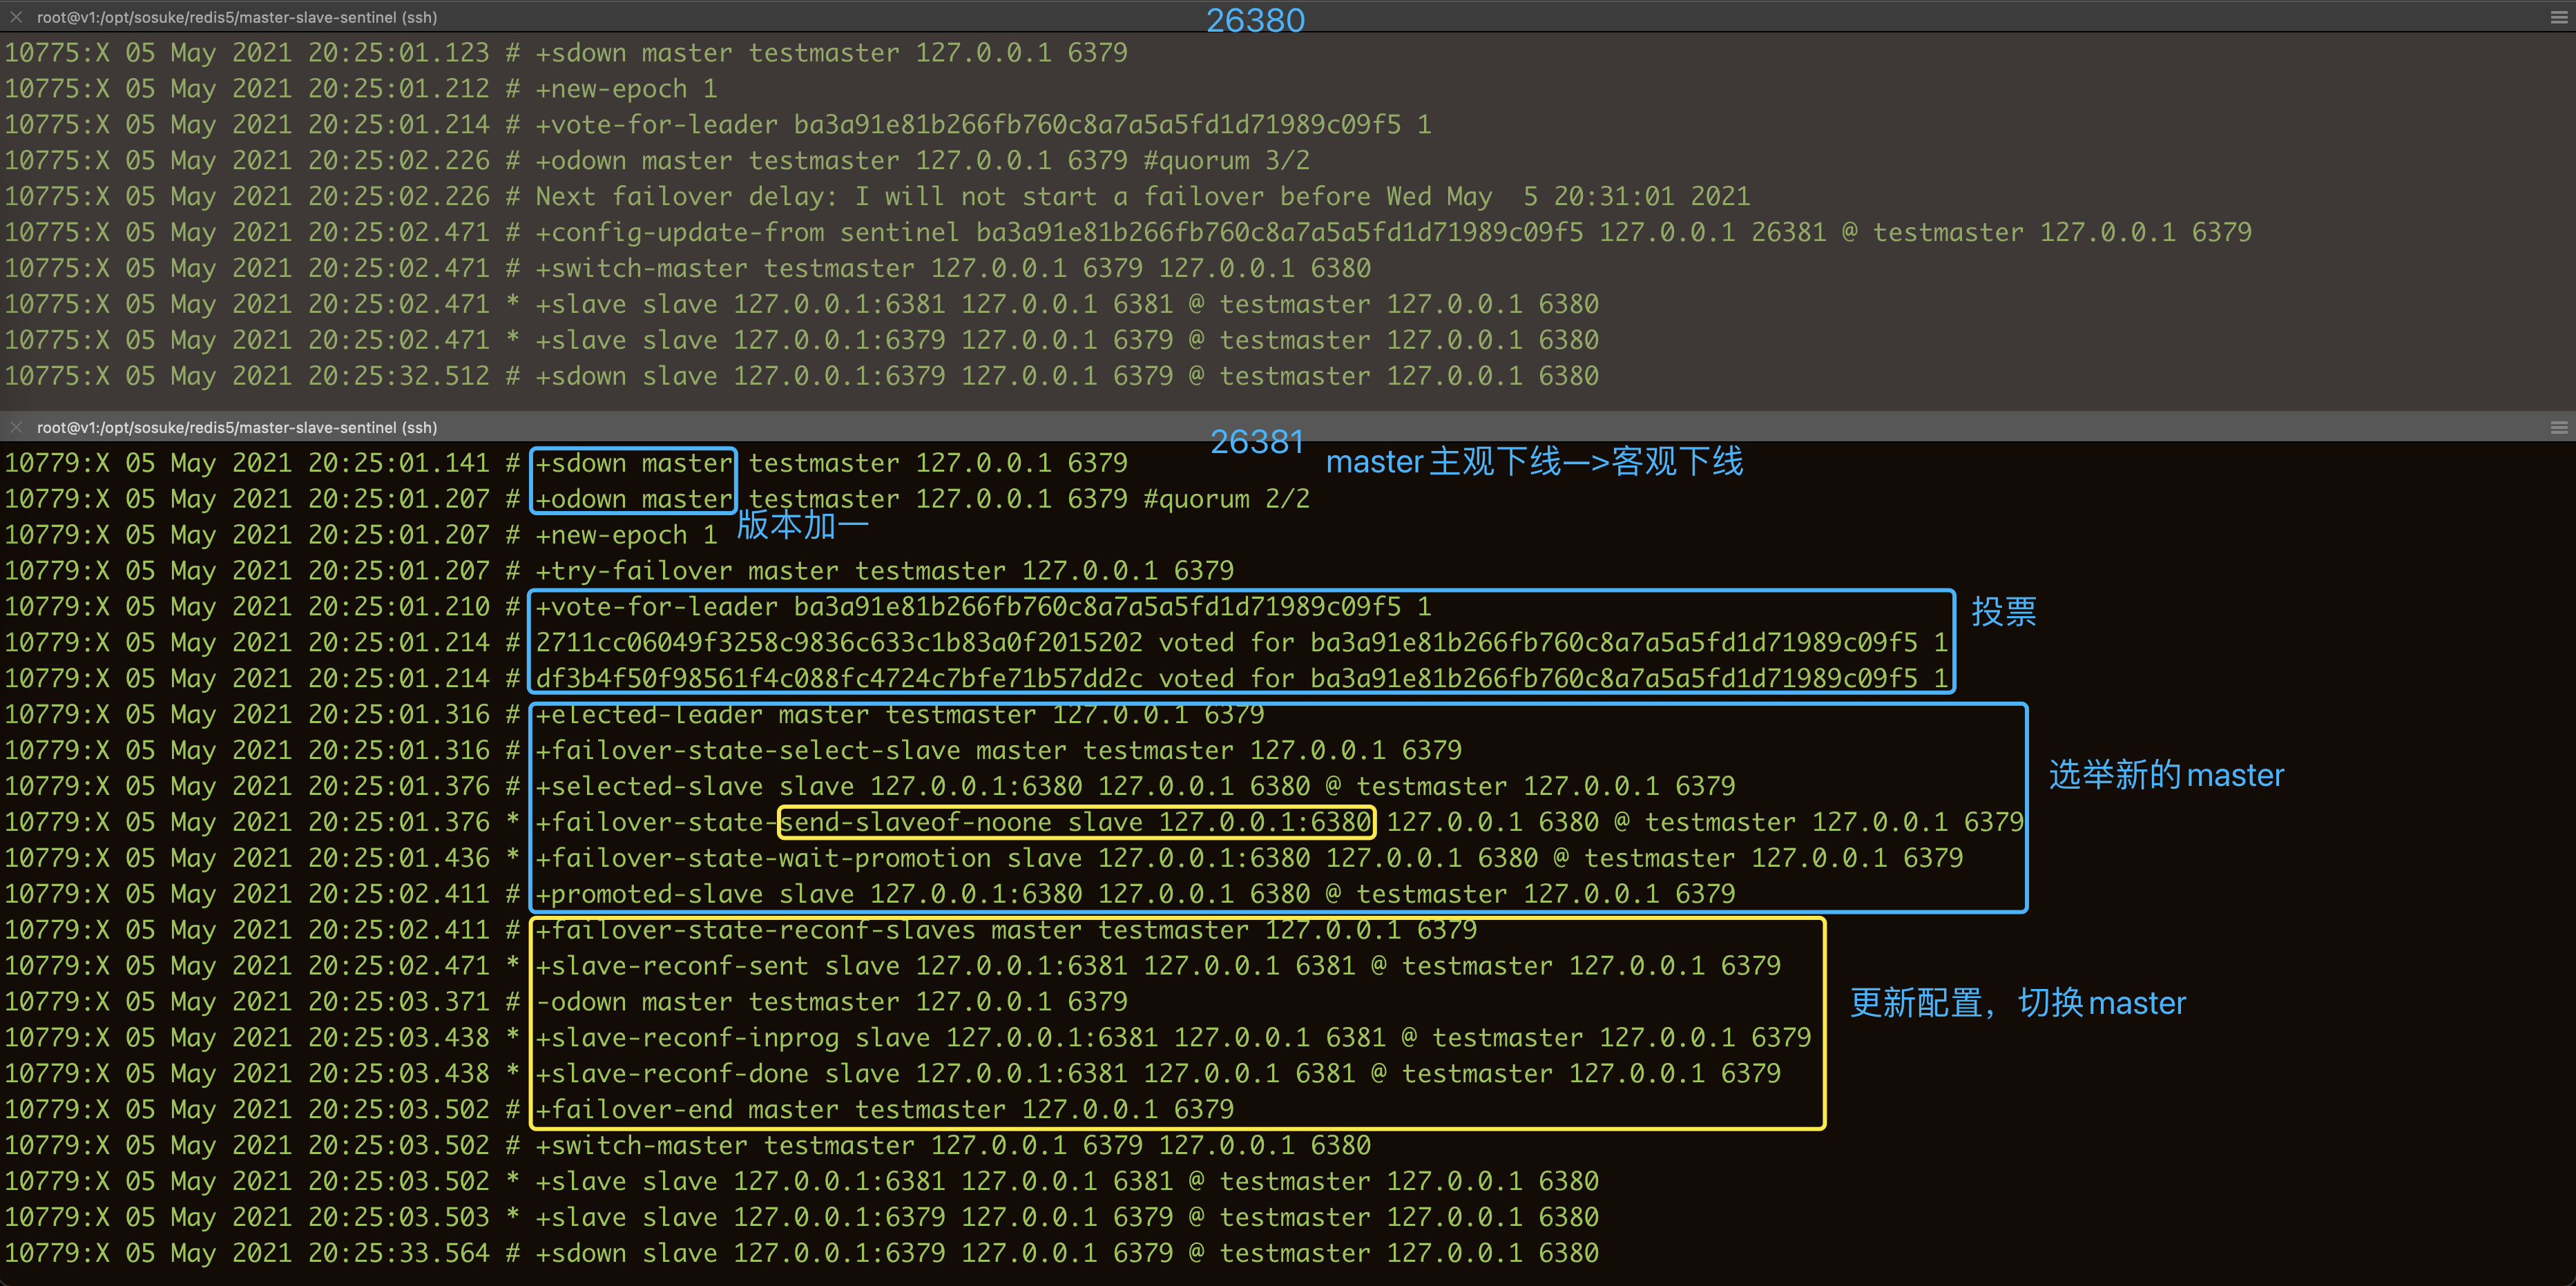 root@v1:/opt/sosuke/redis5/master-slave-sentinel (ssh)
26380
10775:X 05 May 2021 20:25:01.123 # +sdown master testmaster 127.0.0.1 6379
10775:X 05 May 2021 20:25:01.212 # +new-epoch 1
10775:X 05 May 2021 20:25:01.214 # +vote-for-leader ba3a91e81b266fb760c8a7a5a5fd1d71989c09f5 1
10775:X 05 May 2021 20:25:02.226 # +odown master testmaster 127.0.0.1 6379 #quorum 3/2
10775:X 05 May 2021 20:25:02.226 # Next failover delay: I will not start a failover before Wed May  5 20:31:01 2021
10775:X 05 May 2021 20:25:02.471 # +config-update-from sentinel ba3a91e81b266fb760c8a7a5a5fd1d71989c09f5 127.0.0.1 26381 @ testmaster 127.0.0.1 6379
10775:X 05 May 2021 20:25:02.471 # +switch-master testmaster 127.0.0.1 6379 127.0.0.1 6380
10775:X 05 May 2021 20:25:02.471 * +slave slave 127.0.0.1:6381 127.0.0.1 6381 @ testmaster 127.0.0.1 6380
10775:X 05 May 2021 20:25:02.471 * +slave slave 127.0.0.1:6379 127.0.0.1 6379 @ testmaster 127.0.0.1 6380
10775:X 05 May 2021 20:25:32.512 # +sdown slave 127.0.0.1:6379 127.0.0.1 6379 @ testmaster 127.0.0.1 6380
root@v1:/opt/sosuke/redis5/master-slave-sentinel (ssh)
26381
10779:X 05 May 2021 20:25:01.141 # +sdown master testmaster 127.0.0.1 6379
master主观下线—>客观下线
10779:X 05 May 2021 20:25:01.207 # +odown master testmaster 127.0.0.1 6379 #quorum 2/2
10779:X 05 May 2021 20:25:01.207 # +new-epoch 1
版本加一
10779:X 05 May 2021 20:25:01.207 # +try-failover master testmaster 127.0.0.1 6379
10779:X 05 May 2021 20:25:01.210 # +vote-for-leader ba3a91e81b266fb760c8a7a5a5fd1d71989c09f5 1
投票
10779:X 05 May 2021 20:25:01.214 # 2711cc06049f3258c9836c633c1b83a0f2015202 voted for ba3a91e81b266fb760c8a7a5a5fd1d71989c09f5 1
10779:X 05 May 2021 20:25:01.214 # df3b4f50f98561f4c088fc4724c7bfe71b57dd2c voted for ba3a91e81b266fb760c8a7a5a5fd1d71989c09f5 1
10779:X 05 May 2021 20:25:01.316 # +elected-leader master testmaster 127.0.0.1 6379
10779:X 05 May 2021 20:25:01.316 # +failover-state-select-slave master testmaster 127.0.0.1 6379
10779:X 05 May 2021 20:25:01.376 # +selected-slave slave 127.0.0.1:6380 127.0.0.1 6380 @ testmaster 127.0.0.1 6379
选举新的master
10779:X 05 May 2021 20:25:01.376 * +failover-state-send-slaveof-noone slave 127.0.0.1:6380 127.0.0.1 6380 @ testmaster 127.0.0.1 6379
10779:X 05 May 2021 20:25:01.436 * +failover-state-wait-promotion slave 127.0.0.1:6380 127.0.0.1 6380 @ testmaster 127.0.0.1 6379
10779:X 05 May 2021 20:25:02.411 # +promoted-slave slave 127.0.0.1:6380 127.0.0.1 6380 @ testmaster 127.0.0.1 6379
10779:X 05 May 2021 20:25:02.411 # +failover-state-reconf-slaves master testmaster 127.0.0.1 6379
10779:X 05 May 2021 20:25:02.471 * +slave-reconf-sent slave 127.0.0.1:6381 127.0.0.1 6381 @ testmaster 127.0.0.1 6379
10779:X 05 May 2021 20:25:03.371 # -odown master testmaster 127.0.0.1 6379
更新配置，切换master
10779:X 05 May 2021 20:25:03.438 * +slave-reconf-inprog slave 127.0.0.1:6381 127.0.0.1 6381 @ testmaster 127.0.0.1 6379
10779:X 05 May 2021 20:25:03.438 * +slave-reconf-done slave 127.0.0.1:6381 127.0.0.1 6381 @ testmaster 127.0.0.1 6379
10779:X 05 May 2021 20:25:03.502 # +failover-end master testmaster 127.0.0.1 6379
10779:X 05 May 2021 20:25:03.502 # +switch-master testmaster 127.0.0.1 6379 127.0.0.1 6380
10779:X 05 May 2021 20:25:03.502 * +slave slave 127.0.0.1:6381 127.0.0.1 6381 @ testmaster 127.0.0.1 6380
10779:X 05 May 2021 20:25:03.503 * +slave slave 127.0.0.1:6379 127.0.0.1 6379 @ testmaster 127.0.0.1 6380
10779:X 05 May 2021 20:25:33.564 # +sdown slave 127.0.0.1:6379 127.0.0.1 6379 @ testmaster 127.0.0.1 6380